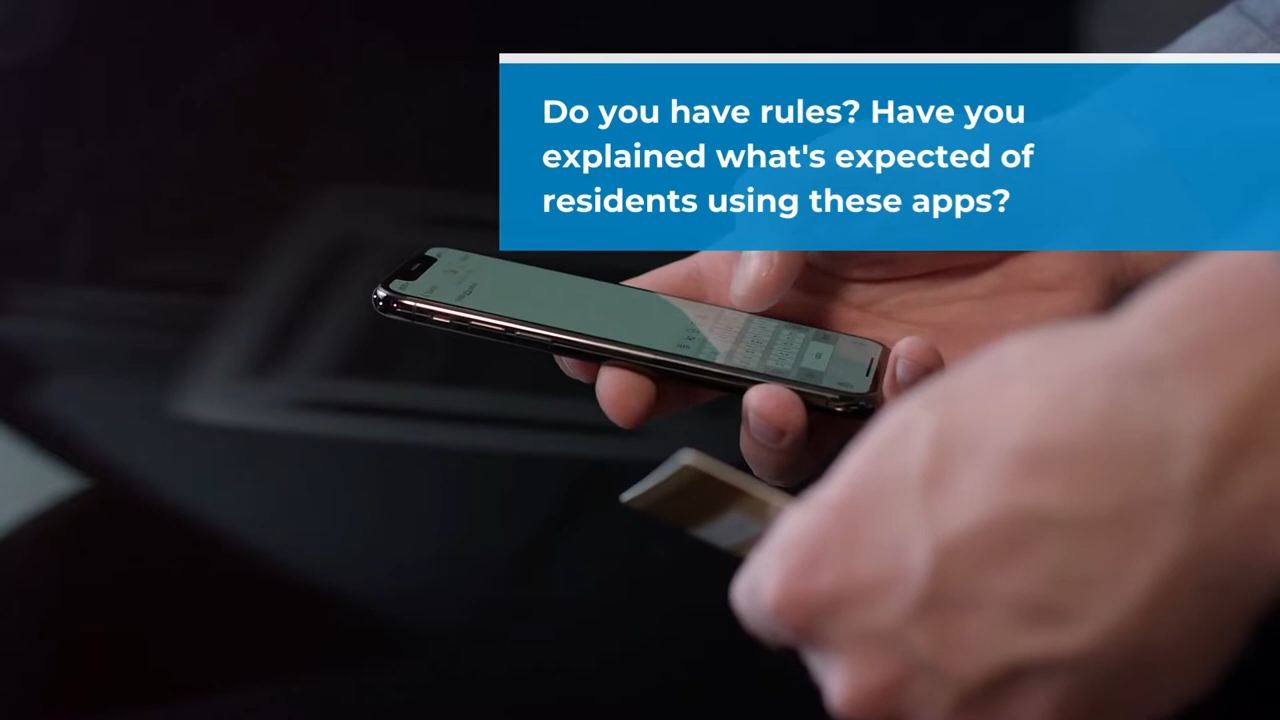 Do you have rules? Have you
explained what's expected of
residents using these apps?